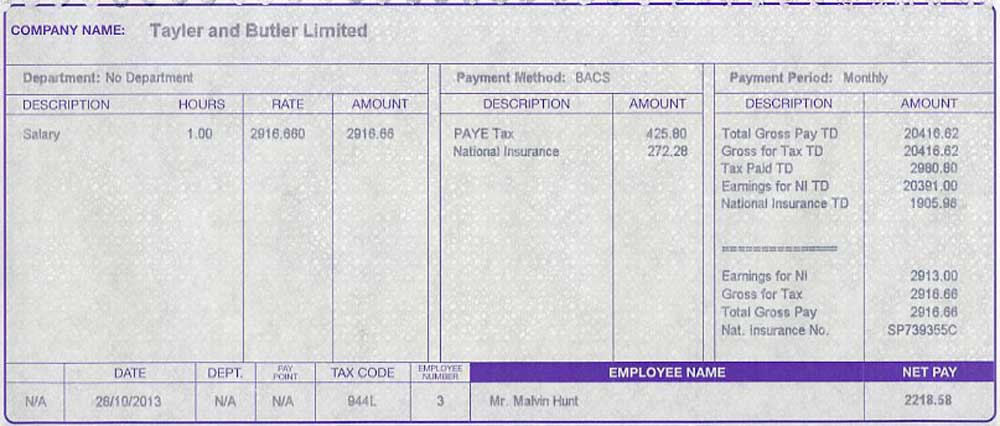 COMPANY NAME: Tayler and Butler Limited
Department: No Department Payment Method: BACS Payment Period: Monthly
DESCRIPTION HOURS RATE AMOUNT DESCRIPTION AMOUNT DESCRIPTION AMOUNT
Salary 1.00 2916.660 2916.66 PAYE Tax 425.80 Total Gross Pay TD 20416.62
National Insurance 272.28 Gross for Tax TD 20416.62
Tax Paid TD 2980.80
Earnings for NI TD 20391.00
National Insurance TD 1905.96
===============
Earnings for NI 2913.00
Gross for Tax 2916.66
Total Gross Pay 2916.66
Nat. Insurance No. SP739355C
DATE DEPT. PAY POINT TAX CODE EMPLOYEE NUMBER EMPLOYEE NAME NET PAY
N/A 28/10/2013 N/A N/A 944L 3 Mr. Malvin Hunt 2218.58